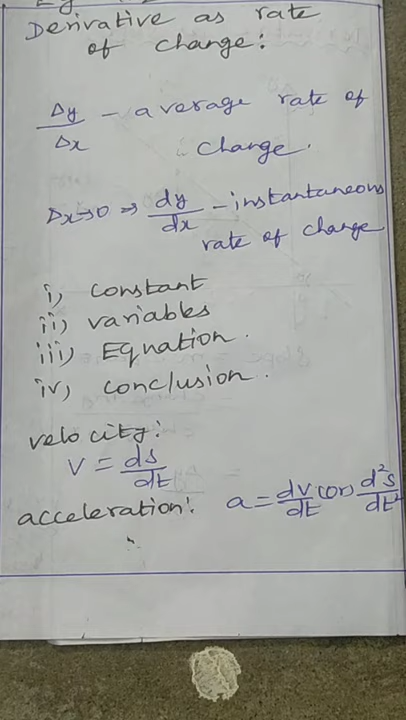 Derivative as rate
of change:
Δy/Δx - average rate of
change.
Δx→0 ⇒ dy/dx - instantaneous
rate of change
i) constant
ii) variables
iii) Equation.
iv) conclusion.
velocity:
V = ds/dt
acceleration: a = dv/dt (or) d²s/dt²